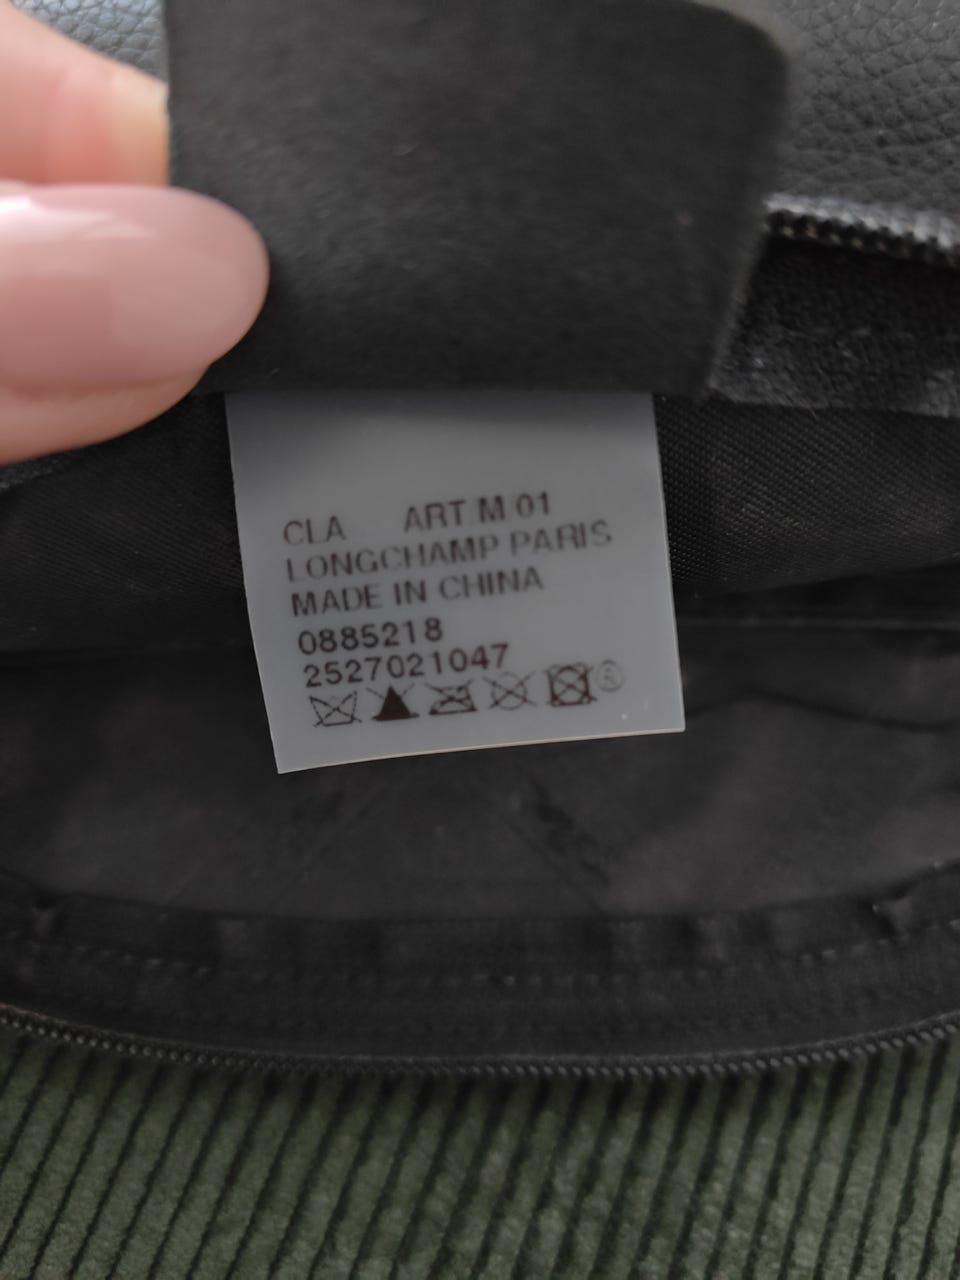 CLA ART/M/01
LONGCHAMP PARIS
MADE IN CHINA
0885218
2527021047